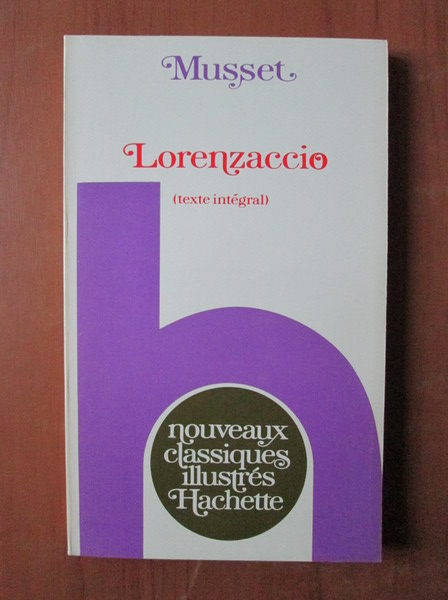 Musset
Lorenzaccio
(texte intégral)
h
nouveaux
classiques
illustrés
Hachette